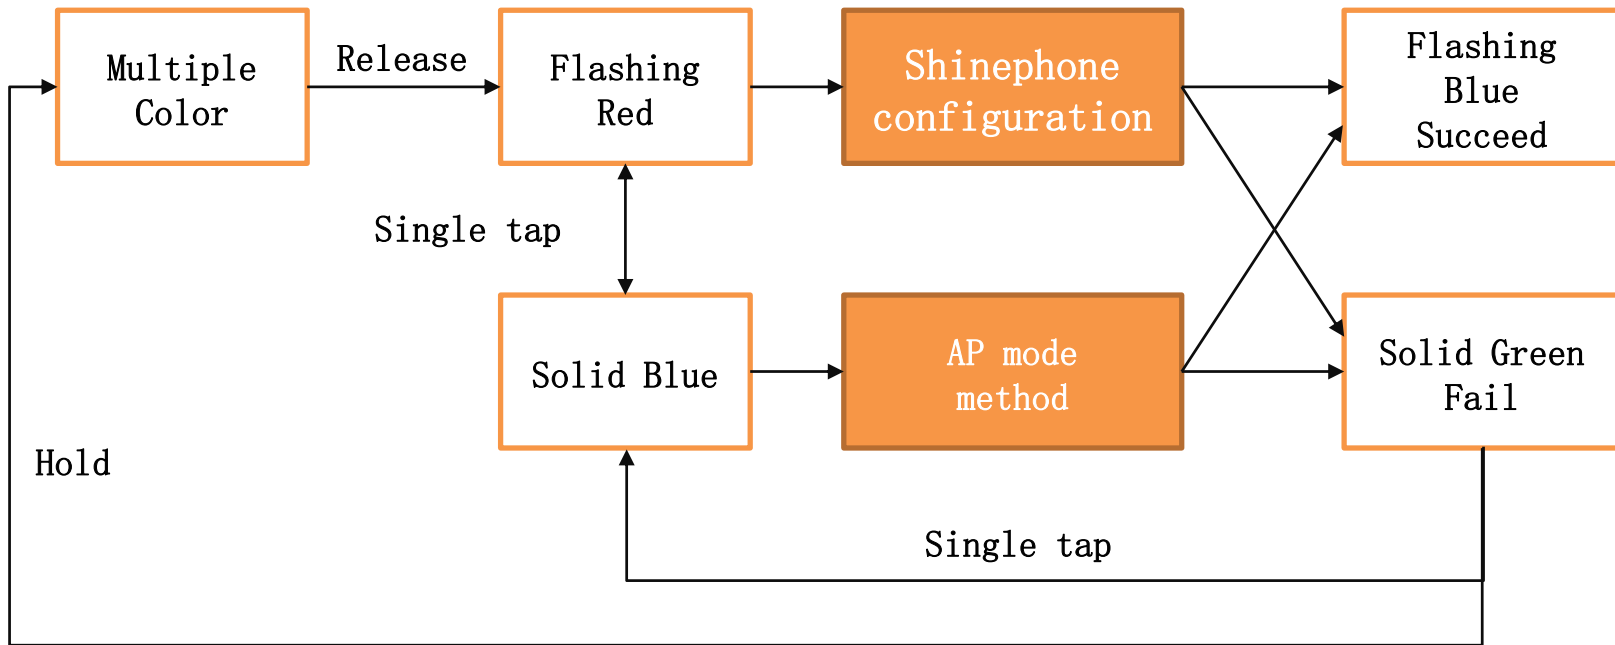 Multiple
Color
Release
Flashing
Red
Shinephone
configuration
Flashing
Blue
Succeed
Single tap
Solid Blue
AP mode
method
Solid Green
Fail
Hold
Single tap